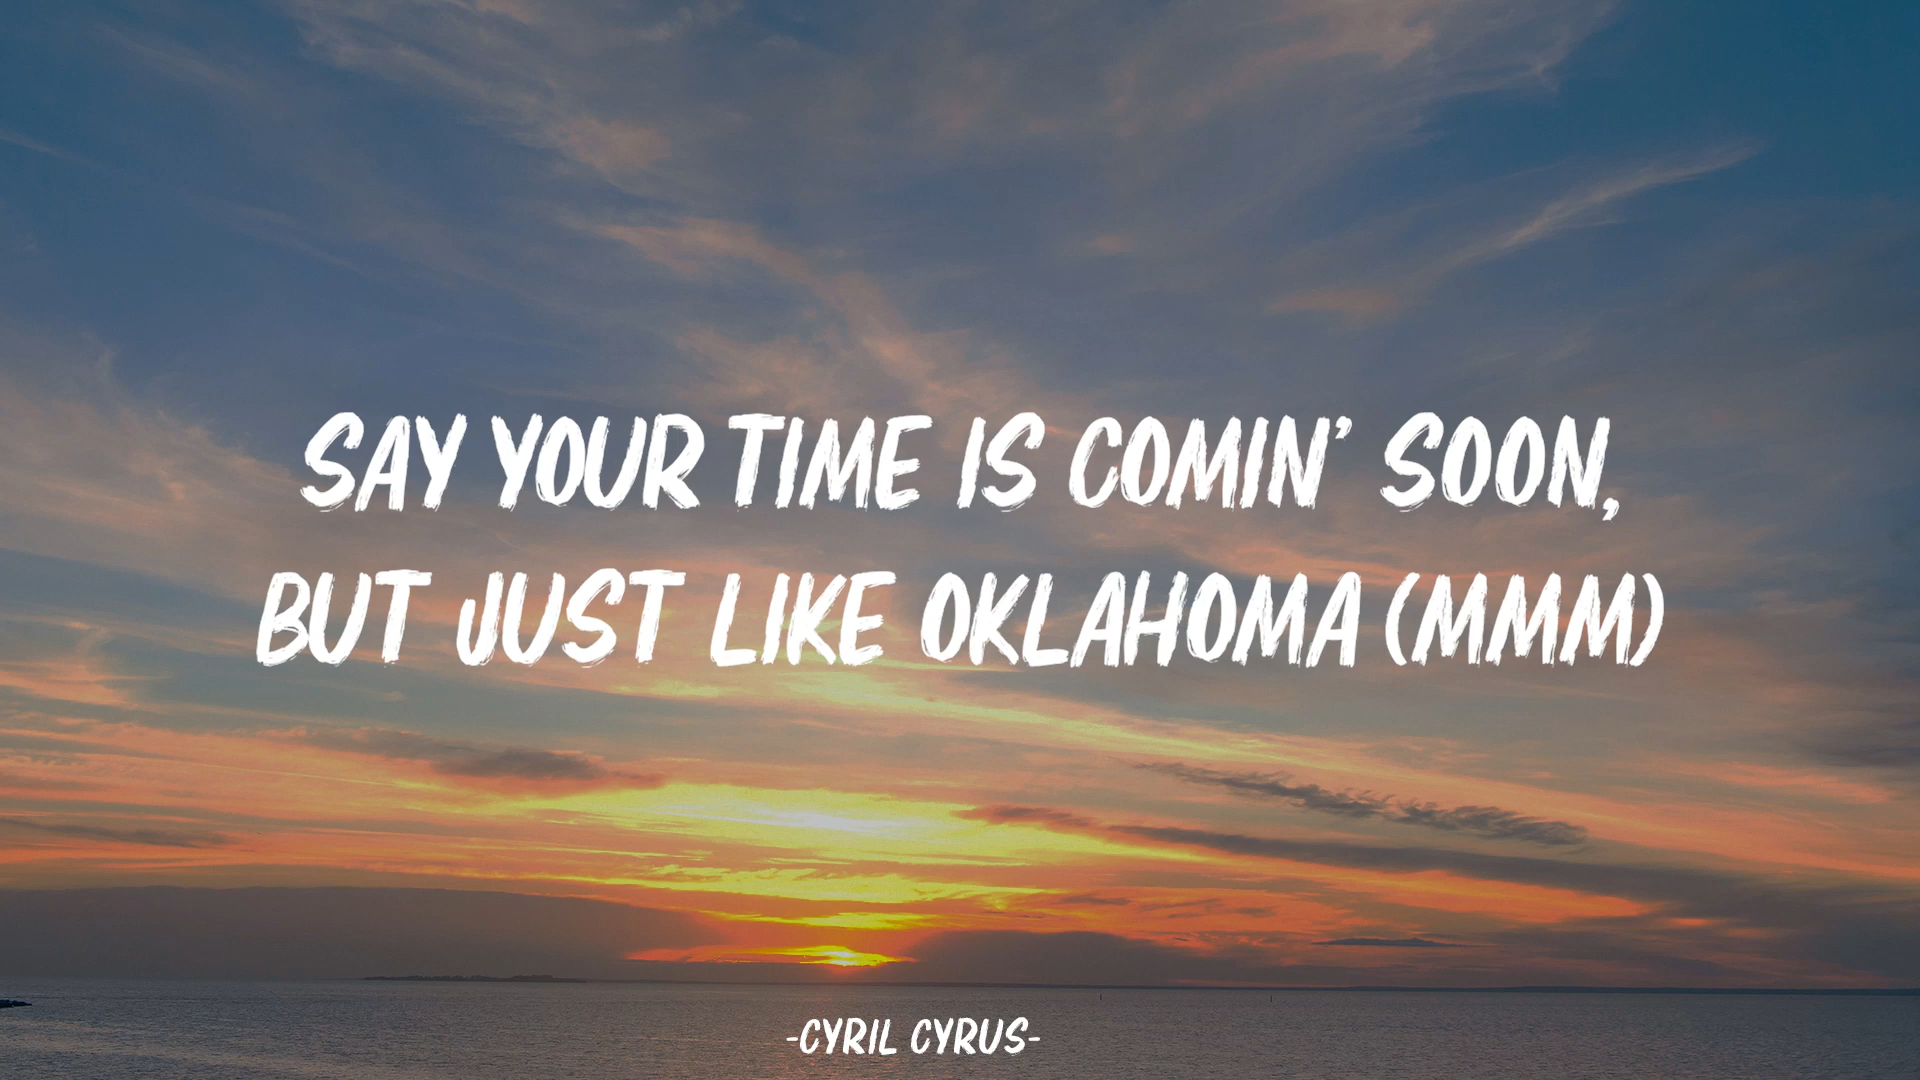 SAY YOUR TIME IS COMIN' SOON,
BUT JUST LIKE OKLAHOMA (MMM)
-CYRIL CYRUS-